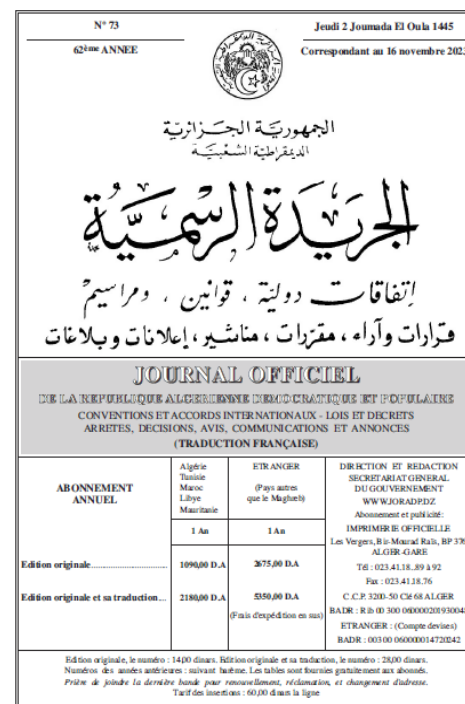 N° 73
Jeudi 2 Joumada El Oula 1445
62ème ANNEE
Correspondant au 16 novembre 2023
الجمهورية الجزائرية
الديمقراطية الشعبية
الجريدة الرسمية
إتفاقات دولية ، قوانين ، ومراسيم
قرارات وآراء ، مقررات ، مناشير ، إعلانات وبلاغات
JOURNAL OFFICIEL
DE LA REPUBLIQUE ALGERIENNE DEMOCRATIQUE ET POPULAIRE
CONVENTIONS ET ACCORDS INTERNATIONAUX - LOIS ET DECRETS
ARRETES, DECISIONS, AVIS, COMMUNICATIONS ET ANNONCES
(TRADUCTION FRANÇAISE)
ABONNEMENT
ANNUEL
Algérie
Tunisie
Maroc
Libye
Mauritanie
ETRANGER
(Pays autres
que le Maghreb)
1 An
1 An
Edition originale
1090,00 D.A
2675,00 D.A
Edition originale et sa traduction
2180,00 D.A
5350,00 D.A
(Frais d'expédition en sus)
DIRECTION ET REDACTION
SECRETARIAT GENERAL
DU GOUVERNEMENT
WWW.JORADP.DZ
Abonnement et publicité:
IMPRIMERIE OFFICIELLE
Les Vergers, Bir-Mourad Raïs, BP 376
ALGER-GARE
Tél : 023.41.18..89 à 92
Fax : 023.41.18.76
C.C.P. 3200-50 Clé 68 ALGER
BADR : Rib 00 300 060000201930048
ETRANGER : (Compte devises)
BADR : 003 00 060000014720242
Edition originale, le numéro : 14,00 dinars. Edition originale et sa traduction, le numéro : 28,00 dinars.
Numéros des années antérieures : suivant barème. Les tables sont fournies gratuitement aux abonnés.
Prière de joindre la dernière bande pour renouvellement, réclamation, et changement d'adresse.
Tarif des insertions : 60,00 dinars la ligne